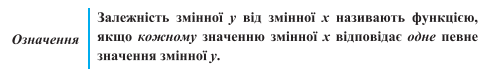 Означення
Залежність змінної y від змінної x називають функцією,
якщо кожному значенню змінної x відповідає одне певне
значення змінної y.